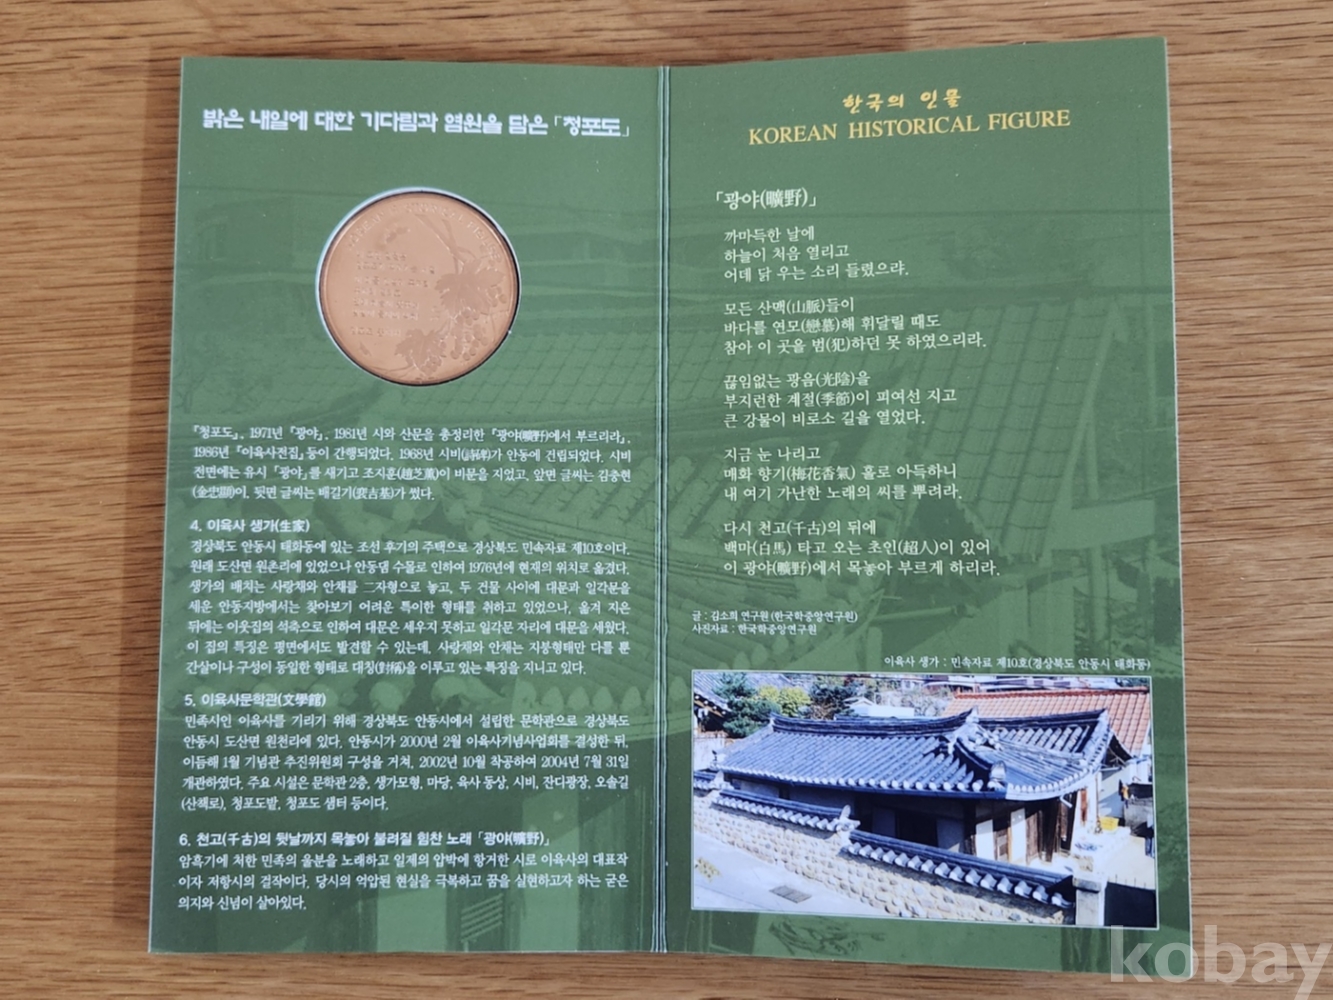 밝은 내일에 대한 기다림과 염원을 담은 「청포도」
『청포도』, 1971년 『광야』, 1981년 시와 산문을 총정리한 『광야(曠野)에서 부르리라』,
1986년 『이육사전집』등이 간행되었다. 1968년 시비(詩碑)가 안동에 건립되었다. 시비
전면에는 유시 「광야」를 새기고 조지훈(趙芝薰)이 비문을 지었고, 앞면 글씨는 김충현
(金忠顯)이, 뒷면 글씨는 배길기(裵吉基)가 썼다.
4. 이육사 생가(生家)
경상북도 안동시 태화동에 있는 조선 후기의 주택으로 경상북도 민속자료 제10호이다.
원래 도산면 원촌리에 있었으나 안동댐 수몰로 인하여 1976년에 현재의 위치로 옮겼다.
생가의 배치는 사랑채와 안채를 二자형으로 놓고, 두 건물 사이에 대문과 일각문을
세운 안동지방에서는 찾아보기 어려운 특이한 형태를 취하고 있었으나, 옮겨 지은
뒤에는 이웃집의 석축으로 인하여 대문은 세우지 못하고 일각문 자리에 대문을 세웠다.
이 집의 특징은 평면에서도 발견할 수 있는데, 사랑채와 안채는 지붕형태만 다를 뿐
간살이나 구성이 동일한 형태로 대칭(對稱)을 이루고 있는 특징을 지니고 있다.
5. 이육사문학관(文學館)
민족시인 이육사를 기리기 위해 경상북도 안동시에서 설립한 문학관으로 경상북도
안동시 도산면 원천리에 있다. 안동시가 2000년 2월 이육사기념사업회를 결성한 뒤,
이듬해 1월 기념관 추진위원회 구성을 거쳐, 2002년 10월 착공하여 2004년 7월 31일
개관하였다. 주요 시설은 문학관 2층, 생가모형, 마당, 육사 동상, 시비, 잔디광장, 오솔길
(산책로), 청포도밭, 청포도 샘터 등이다.
6. 천고(千古)의 뒷날까지 목놓아 불려질 힘찬 노래 「광야(曠野)」
암흑기에 처한 민족의 울분을 노래하고 일제의 압박에 항거한 시로 이육사의 대표작
이자 저항시의 걸작이다. 당시의 억압된 현실을 극복하고 꿈을 실현하고자 하는 굳은
의지와 신념이 살아있다.
한국의 인물
KOREAN HISTORICAL FIGURE
「광야(曠野)」
까마득한 날에
하늘이 처음 열리고
어데 닭 우는 소리 들렸으랴.
모든 산맥(山脈)들이
바다를 연모(戀慕)해 휘달릴 때도
참아 이 곳을 범(犯)하던 못 하였으리라.
끊임없는 광음(光陰)을
부지런한 계절(季節)이 피여선 지고
큰 강물이 비로소 길을 열었다.
지금 눈 나리고
매화 향기(梅花香氣) 홀로 아득하니
내 여기 가난한 노래의 씨를 뿌려라.
다시 천고(千古)의 뒤에
백마(白馬) 타고 오는 초인(超人)이 있어
이 광야(曠野)에서 목놓아 부르게 하리라.
글 : 김소희 연구원 (한국학중앙연구원)
사진자료 : 한국학중앙연구원
이육사 생가 : 민속자료 제10호(경상북도 안동시 태화동)
kobay